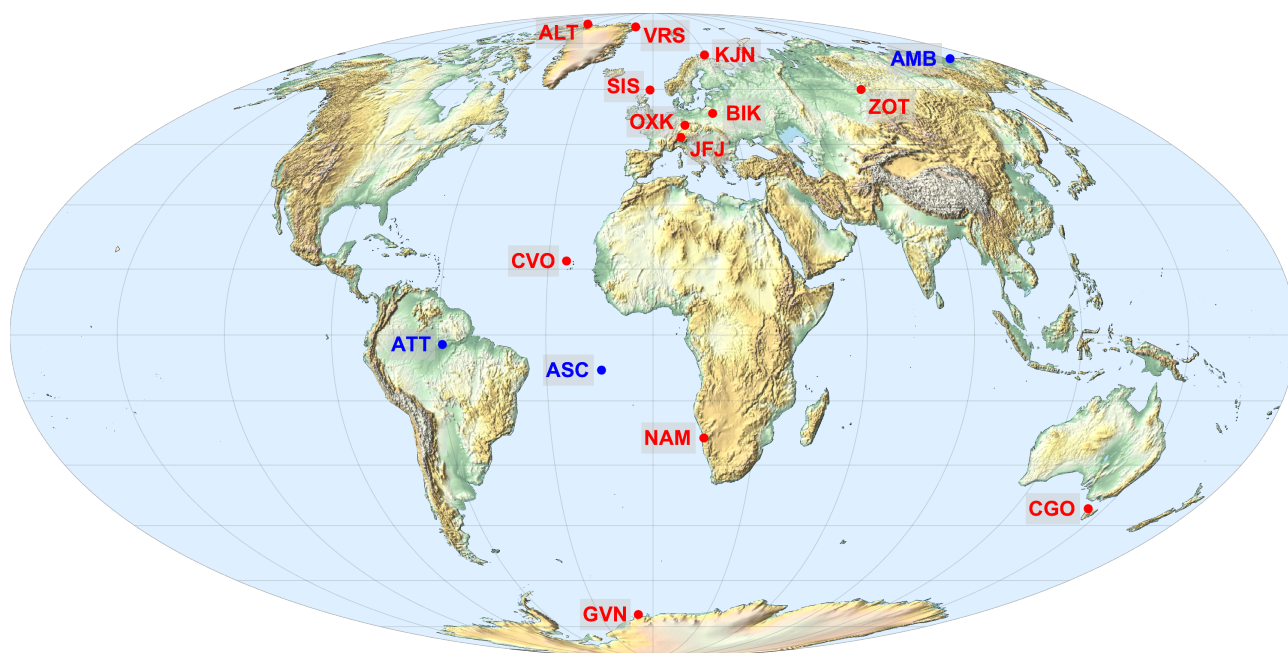 ALT
VRS
KJN
AMB
SIS
ZOT
BIK
OXK
JFJ
CVO
ATT
ASC
NAM
CGO
GVN